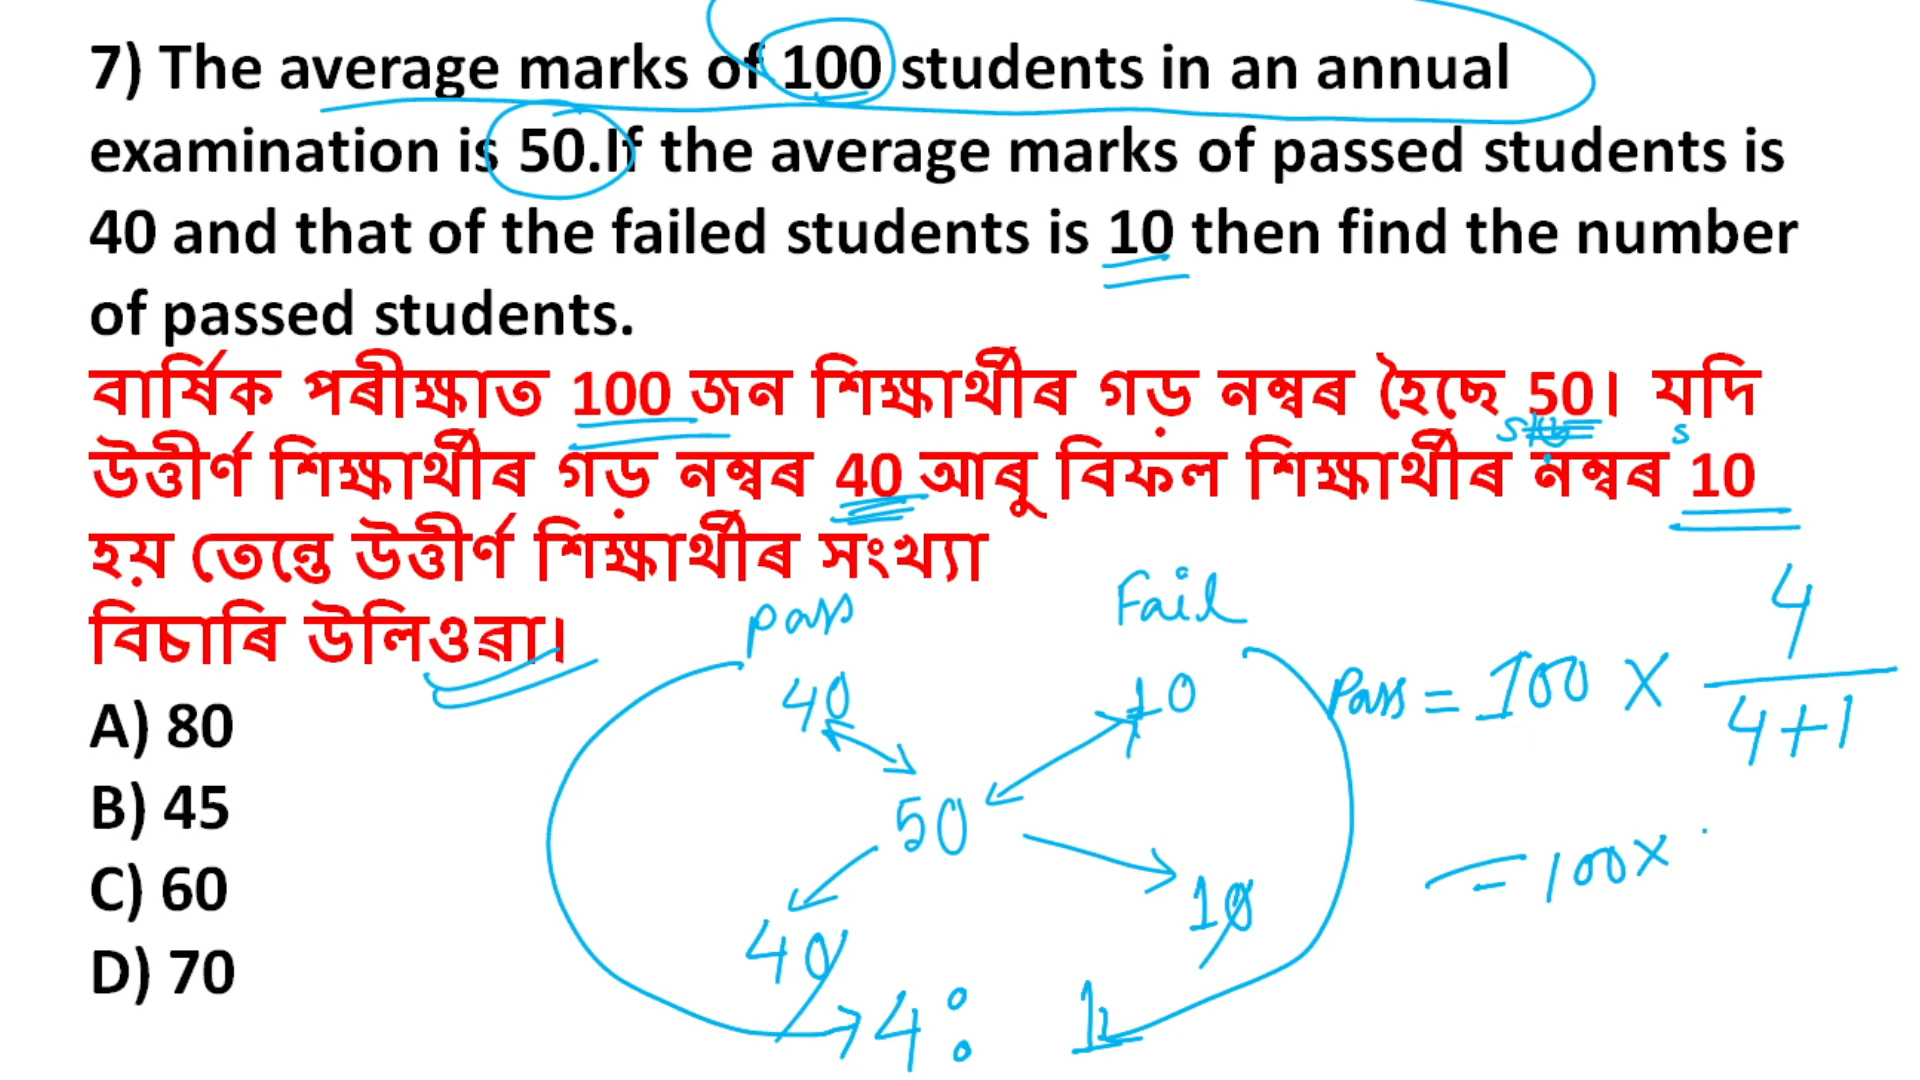 7) The average marks of 100 students in an annual
examination is 50.If the average marks of passed students is
40 and that of the failed students is 10 then find the number
of passed students.
বাৰ্ষিক পৰীক্ষাত 100 জন শিক্ষাৰ্থীৰ গড় নম্বৰ হৈছে 50। যদি
উত্তীৰ্ণ শিক্ষাৰ্থীৰ গড় নম্বৰ 40 আৰু বিফল শিক্ষাৰ্থীৰ নম্বৰ 10
হয় তেন্তে উত্তীৰ্ণ শিক্ষাৰ্থীৰ সংখ্যা
বিচাৰি উলিওৱা।
A) 80
B) 45
C) 60
D) 70
pass Fail
40 10
50
40 10
4 : 1
Pass = 100 × 4
4+1
= 100×